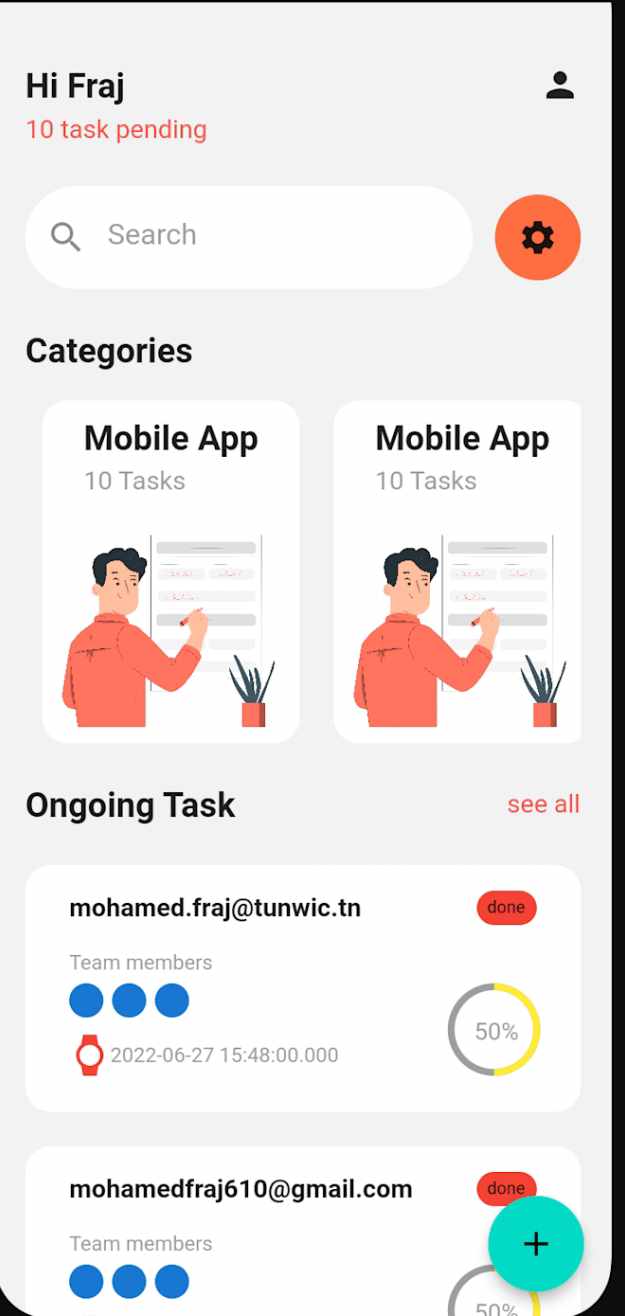 Hi Fraj
10 task pending
Search
Categories
Mobile App
10 Tasks
Mobile App
10 Tasks
Ongoing Task
see all
mohamed.fraj@tunwic.tn
done
Team members
50%
2022-06-27 15:48:00.000
mohamedfraj610@gmail.com
done
Team members
50%